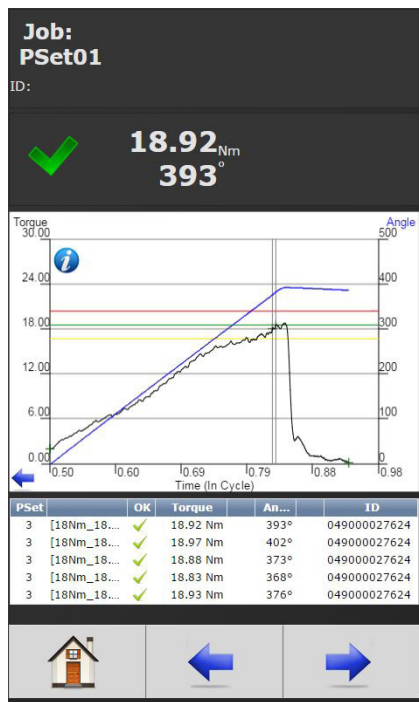 Job:
PSet01
ID:
18.92 Nm
393°
Torque Angle
30.00 500
24.00 400
18.00 300
12.00 200
6.00 100
0.00 0
0.50 0.60 0.69 0.79 0.88 0.98
Time (In Cycle)
PSet OK Torque An... ID
3 [18Nm_18.... 18.92 Nm 393° 049000027624
3 [18Nm_18.... 18.97 Nm 402° 049000027624
3 [18Nm_18.... 18.88 Nm 373° 049000027624
3 [18Nm_18.... 18.83 Nm 368° 049000027624
3 [18Nm_18.... 18.93 Nm 376° 049000027624